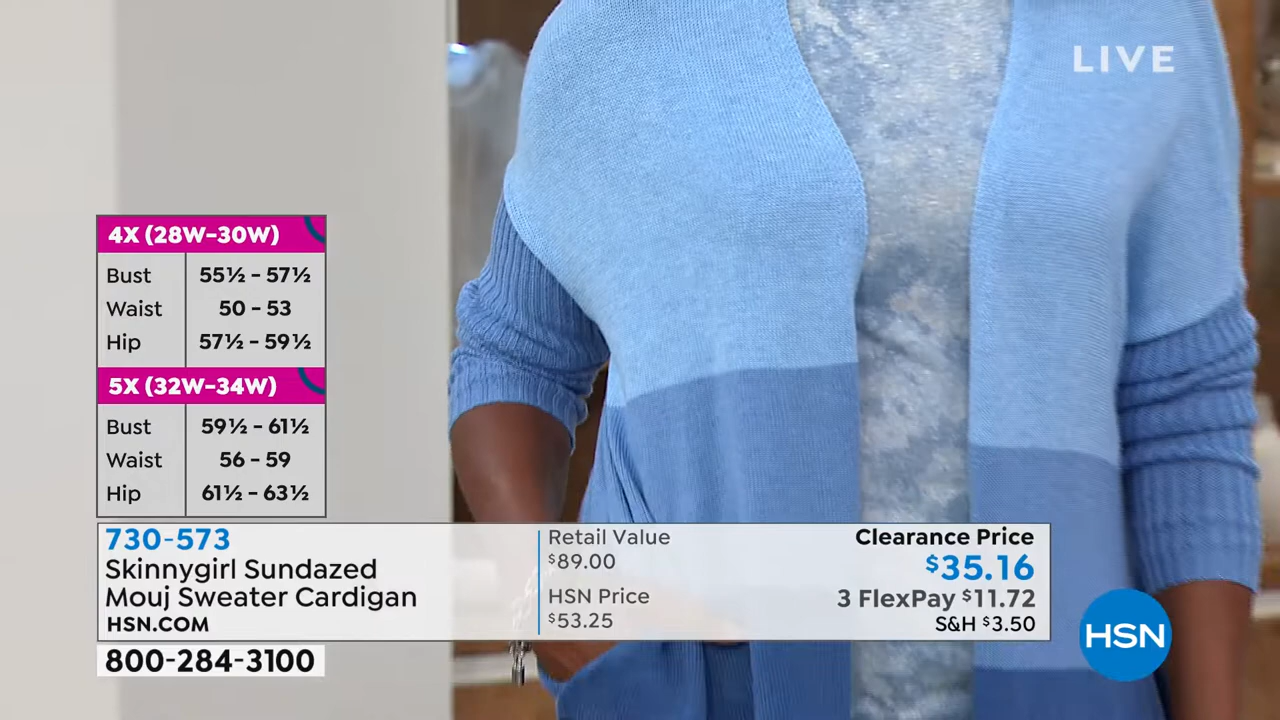 LIVE
4X (28W-30W)
Bust 55½ - 57½
Waist 50 - 53
Hip 57½ - 59½
5X (32W-34W)
Bust 59½ - 61½
Waist 56 - 59
Hip 61½ - 63½
730-573
Skinnygirl Sundazed
Mouj Sweater Cardigan
HSN.COM
800-284-3100
Retail Value
$89.00
HSN Price
$53.25
Clearance Price
$35.16
3 FlexPay $11.72
S&H $3.50
HSN